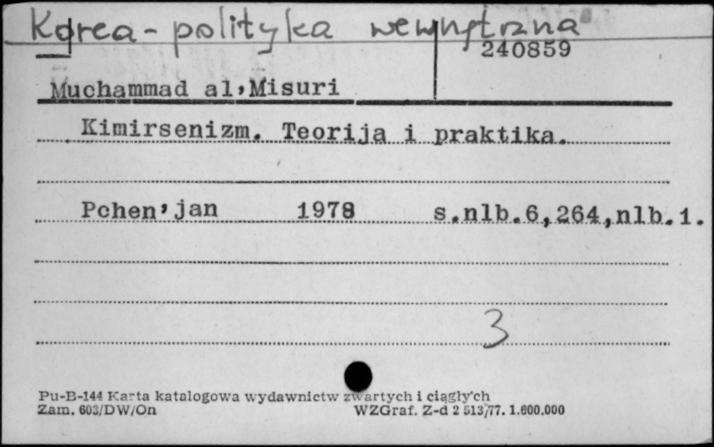 Korea - polityka wewnętrzna
240859
Muchammad al,Misuri
Kimirsenizm. Teorija i praktika.
Pchen,jan 1978 s.nlb.6,264,nlb.1.
3
Pu-B-144 Karta katalogowa wydawnictw zwartych i ciągłych
Zam. 603/DW/On WZGraf. Z-d 2 513/77. 1.600.000